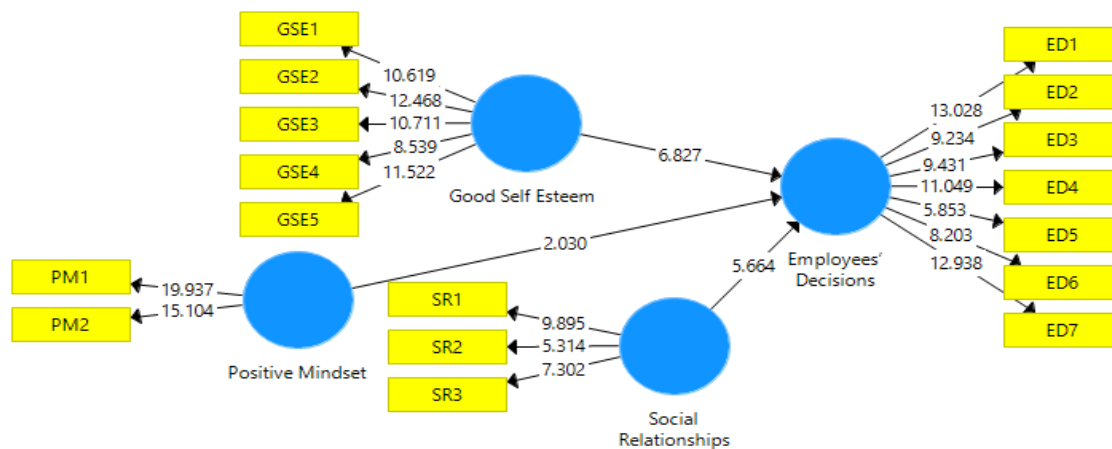 GSE1
GSE2
GSE3
GSE4
GSE5
10.619
12.468
10.711
8.539
11.522
Good Self Esteem
6.827
PM1
PM2
19.937
15.104
Positive Mindset
2.030
SR1
SR2
SR3
9.895
5.314
7.302
Social
Relationships
5.664
Employees'
Decisions
13.028
9.234
9.431
11.049
5.853
8.203
12.938
ED1
ED2
ED3
ED4
ED5
ED6
ED7